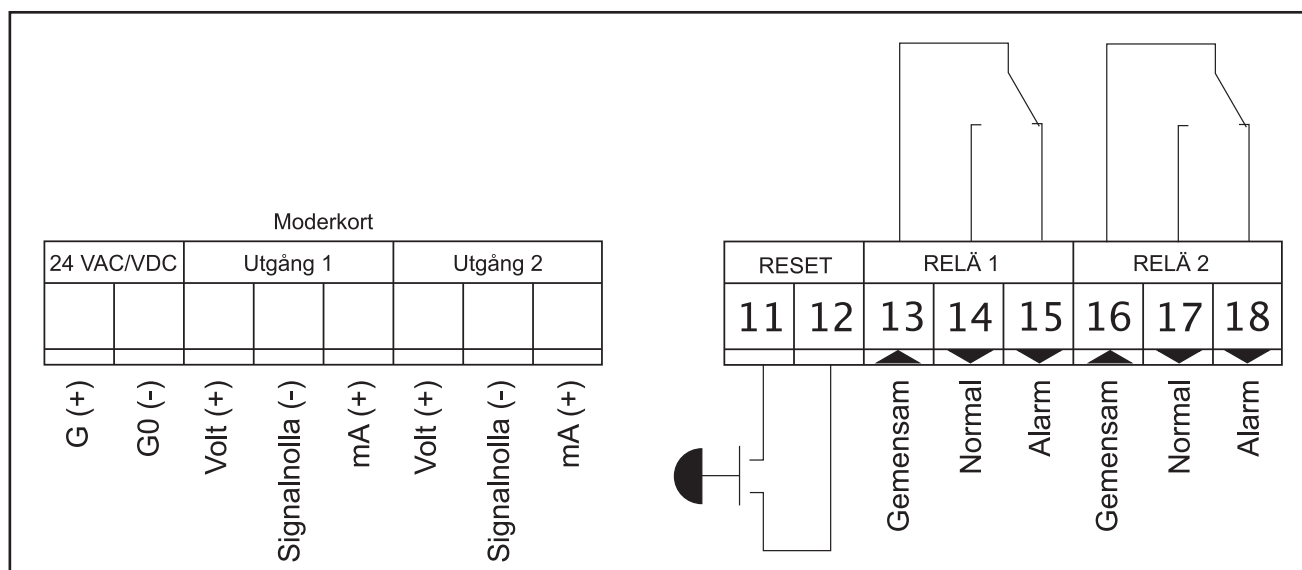 Moderkort
24 VAC/VDC Utgång 1 Utgång 2
G (+) G0 (-) Volt (+) Signalnolla (-) mA (+) Volt (+) Signalnolla (-) mA (+)
RESET RELÄ 1 RELÄ 2
11 12 13 14 15 16 17 18
Gemensam Normal Alarm Gemensam Normal Alarm